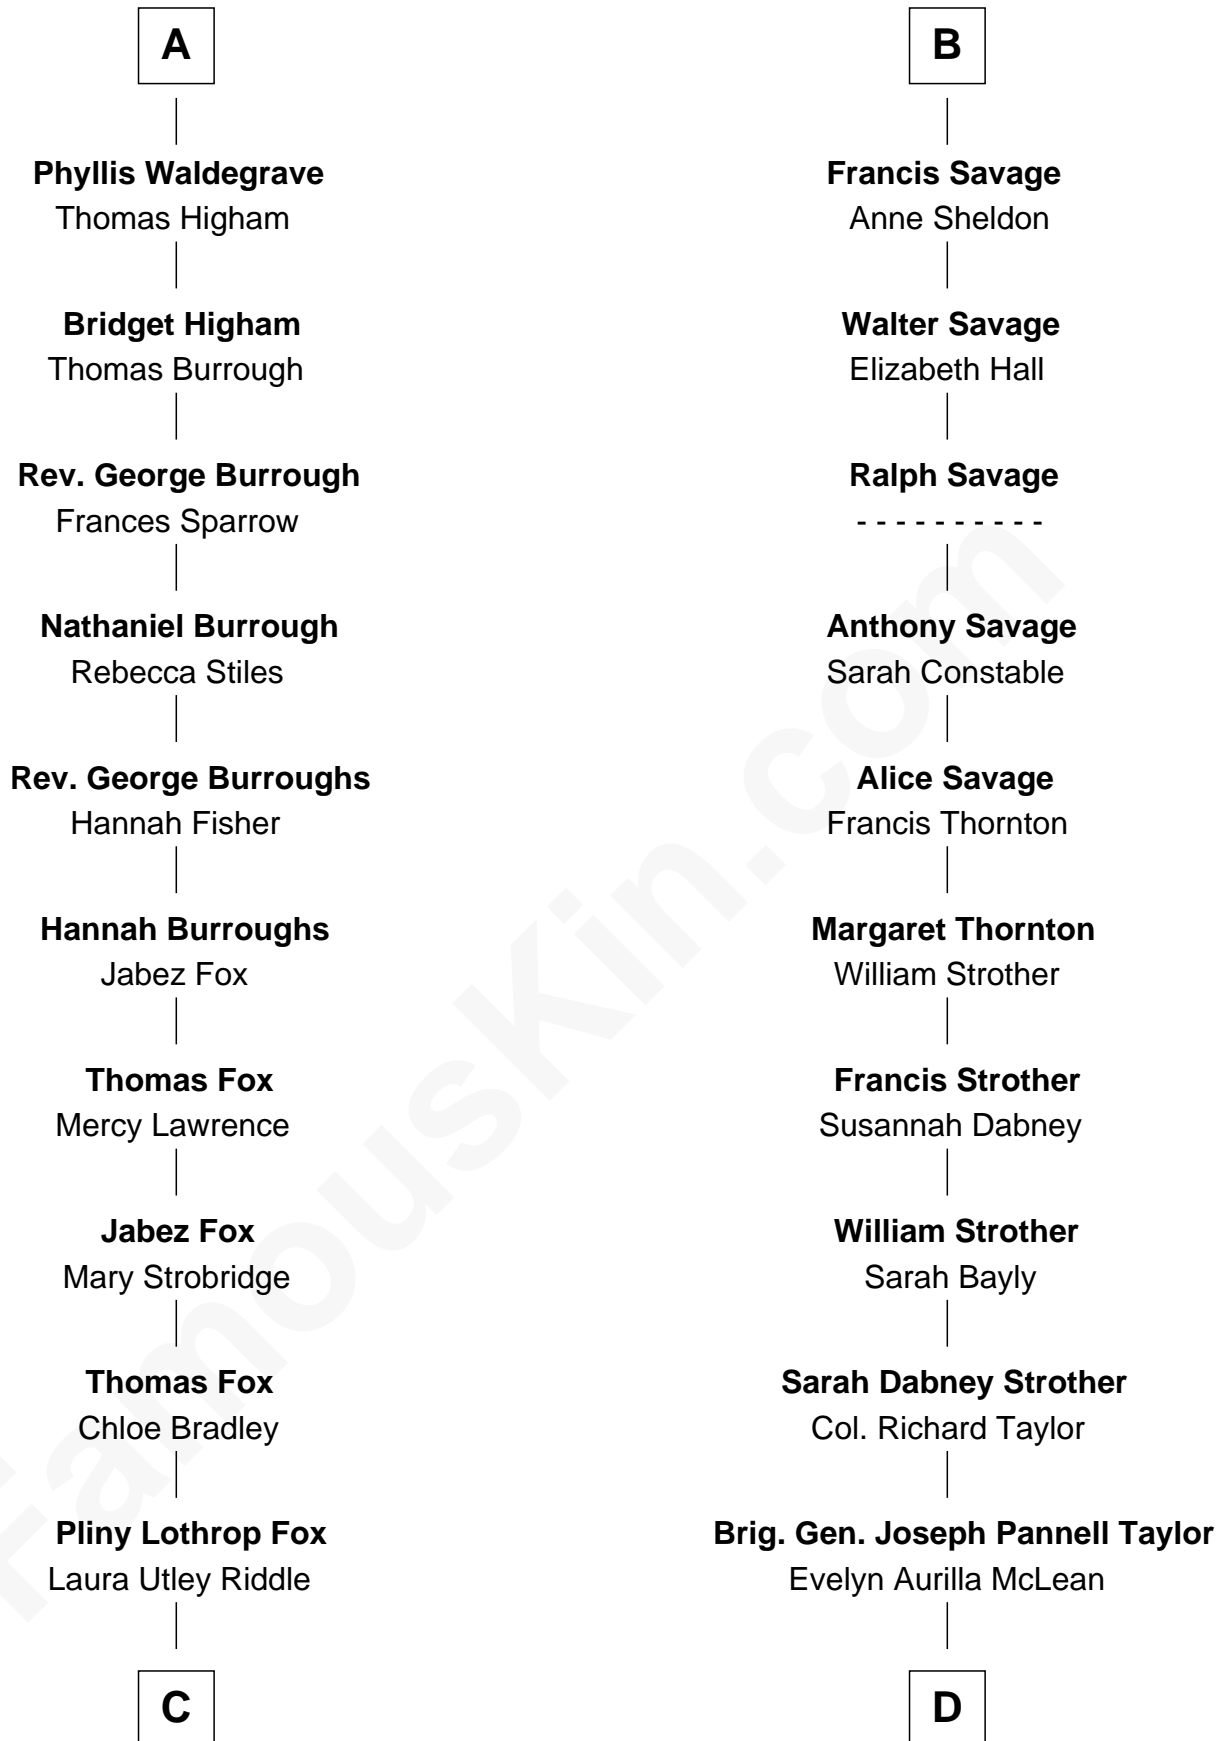 A
Phyllis Waldegrave
Thomas Higham
Bridget Higham
Thomas Burrough
Rev. George Burrough
Frances Sparrow
Nathaniel Burrough
Rebecca Stiles
Rev. George Burroughs
Hannah Fisher
Hannah Burroughs
Jabez Fox
Thomas Fox
Mercy Lawrence
Jabez Fox
Mary Strobridge
Thomas Fox
Chloe Bradley
Pliny Lothrop Fox
Laura Utley Riddle
C
B
Francis Savage
Anne Sheldon
Walter Savage
Elizabeth Hall
Ralph Savage
- - - - - - - - - -
Anthony Savage
Sarah Constable
Alice Savage
Francis Thornton
Margaret Thornton
William Strother
Francis Strother
Susannah Dabney
William Strother
Sarah Bayly
Sarah Dabney Strother
Col. Richard Taylor
Brig. Gen. Joseph Pannell Taylor
Evelyn Aurilla McLean
D
FamousKin.com